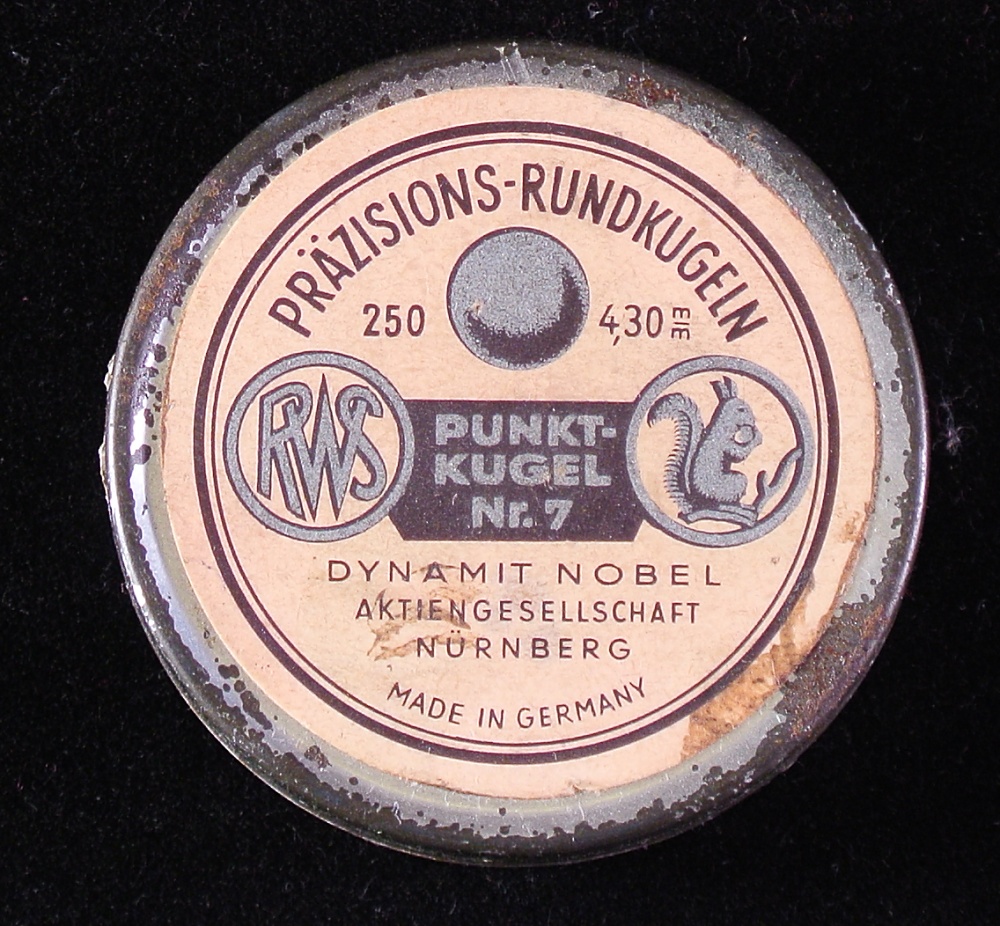 PRÄZISIONS-RUNDKUGELN
250 4,30 mm
RWS
PUNKT-
KUGEL
Nr. 7
DYNAMIT NOBEL
AKTIENGESELLSCHAFT
NÜRNBERG
MADE IN GERMANY